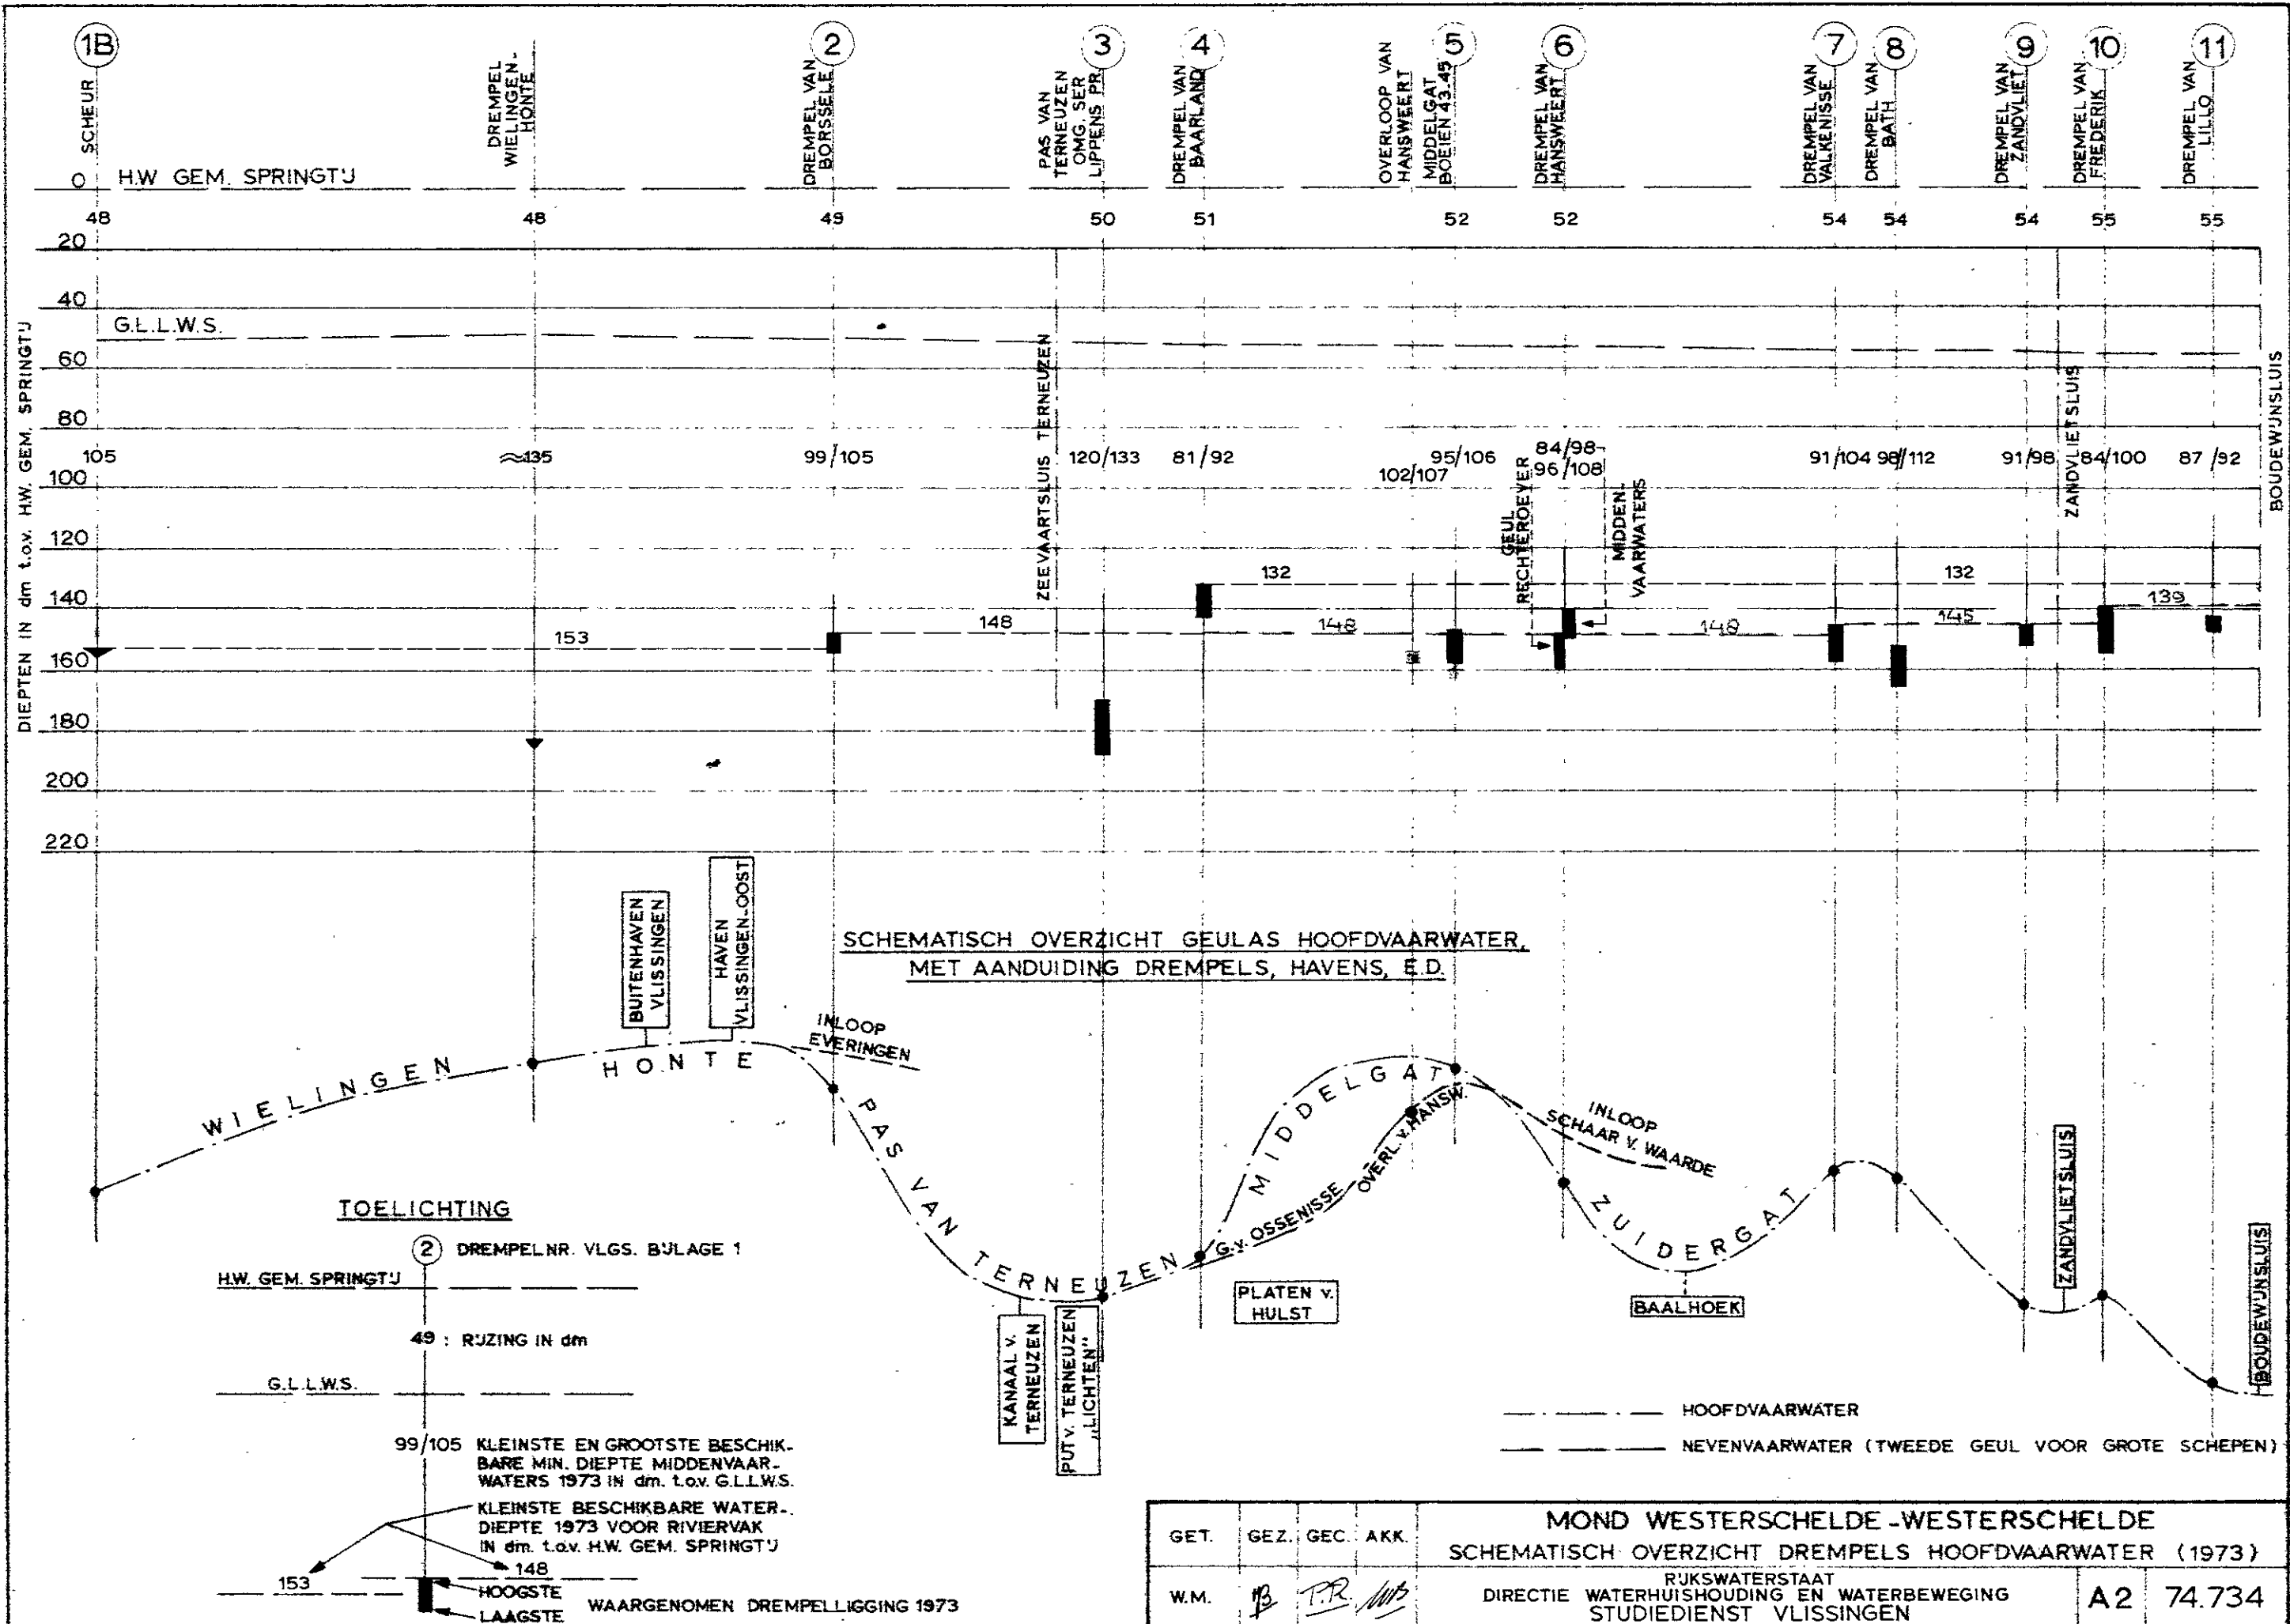 1B
2
3
4
5
6
7
8
9
10
11
SCHEUR
DREMPEL
WIELINGEN-
HONTE
DREMPEL VAN
BORSSELE
PAS VAN
TERNEUZEN
OMG. SER
LIPPENS PR.
DREMPEL VAN
BAARLAND
OVERLOOP VAN
HANSWEERT
MIDDELGAT
BOEIEN 43.45
DREMPEL VAN
HANSWEERT
DREMPEL VAN
VALKENISSE
DREMPEL VAN
BATH
DREMPEL VAN
ZANDVLIET
DREMPEL VAN
FREDERIK
DREMPEL VAN
LILLO
0 H.W GEM. SPRINGTIJ
48 48 49 50 51 52 52 54 54 54 55 55
20
40
G.L.L.W.S.
60
80
100
120
140
160
180
200
220
DIEPTEN IN dm t.o.v. H.W. GEM. SPRINGTIJ
105 ≈135 99/105 120/133 81/92 102/107 95/106 84/98 96/108 91/104 98/112 91/98 84/100 87/92
ZEEVAARTSLUIS TERNEUZEN
GEUL
RECHTEROEVER
MIDDEN-
VAARWATERS
ZANDVLIETSLUIS
BOUDEWIJNSLUIS
132 132
139
153 148 148 148 145
SCHEMATISCH OVERZICHT GEULAS HOOFDVAARWATER,
MET AANDUIDING DREMPELS, HAVENS, E.D.
BUITENHAVEN
VLISSINGEN
HAVEN
VLISSINGEN-OOST
INLOOP
EVERINGEN
WIELINGEN
HONTE
PAS VAN TERNEUZEN
MIDDELGAT
G.v. OSSENISSE
OVERL. v. HANSW.
INLOOP
SCHAAR V. WAARDE
ZUIDERGAT
KANAAL v.
TERNEUZEN
PUT v. TERNEUZEN
„LICHTEN"
PLATEN v.
HULST
BAALHOEK
ZANDVLIETSLUIS
BOUDEWIJNSLUIS
TOELICHTING
2 DREMPELNR. VLGS. BIJLAGE 1
H.W. GEM. SPRINGTIJ
49 : RIJZING IN dm
G.L.L.W.S.
99/105 KLEINSTE EN GROOTSTE BESCHIK-
BARE MIN. DIEPTE MIDDENVAAR-
WATERS 1973 IN dm. t.o.v. G.L.L.W.S.
KLEINSTE BESCHIKBARE WATER-
DIEPTE 1973 VOOR RIVIERVAK
IN dm. t.o.v. H.W. GEM. SPRINGTIJ
153 148
HOOGSTE
LAAGSTE
WAARGENOMEN DREMPELLIGGING 1973
HOOFDVAARWATER
NEVENVAARWATER (TWEEDE GEUL VOOR GROTE SCHEPEN)
GET. GEZ. GEC. AKK.
W.M.
MOND WESTERSCHELDE-WESTERSCHELDE
SCHEMATISCH OVERZICHT DREMPELS HOOFDVAARWATER (1973)
RIJKSWATERSTAAT
DIRECTIE WATERHUISHOUDING EN WATERBEWEGING
STUDIEDIENST VLISSINGEN
A2 74.734